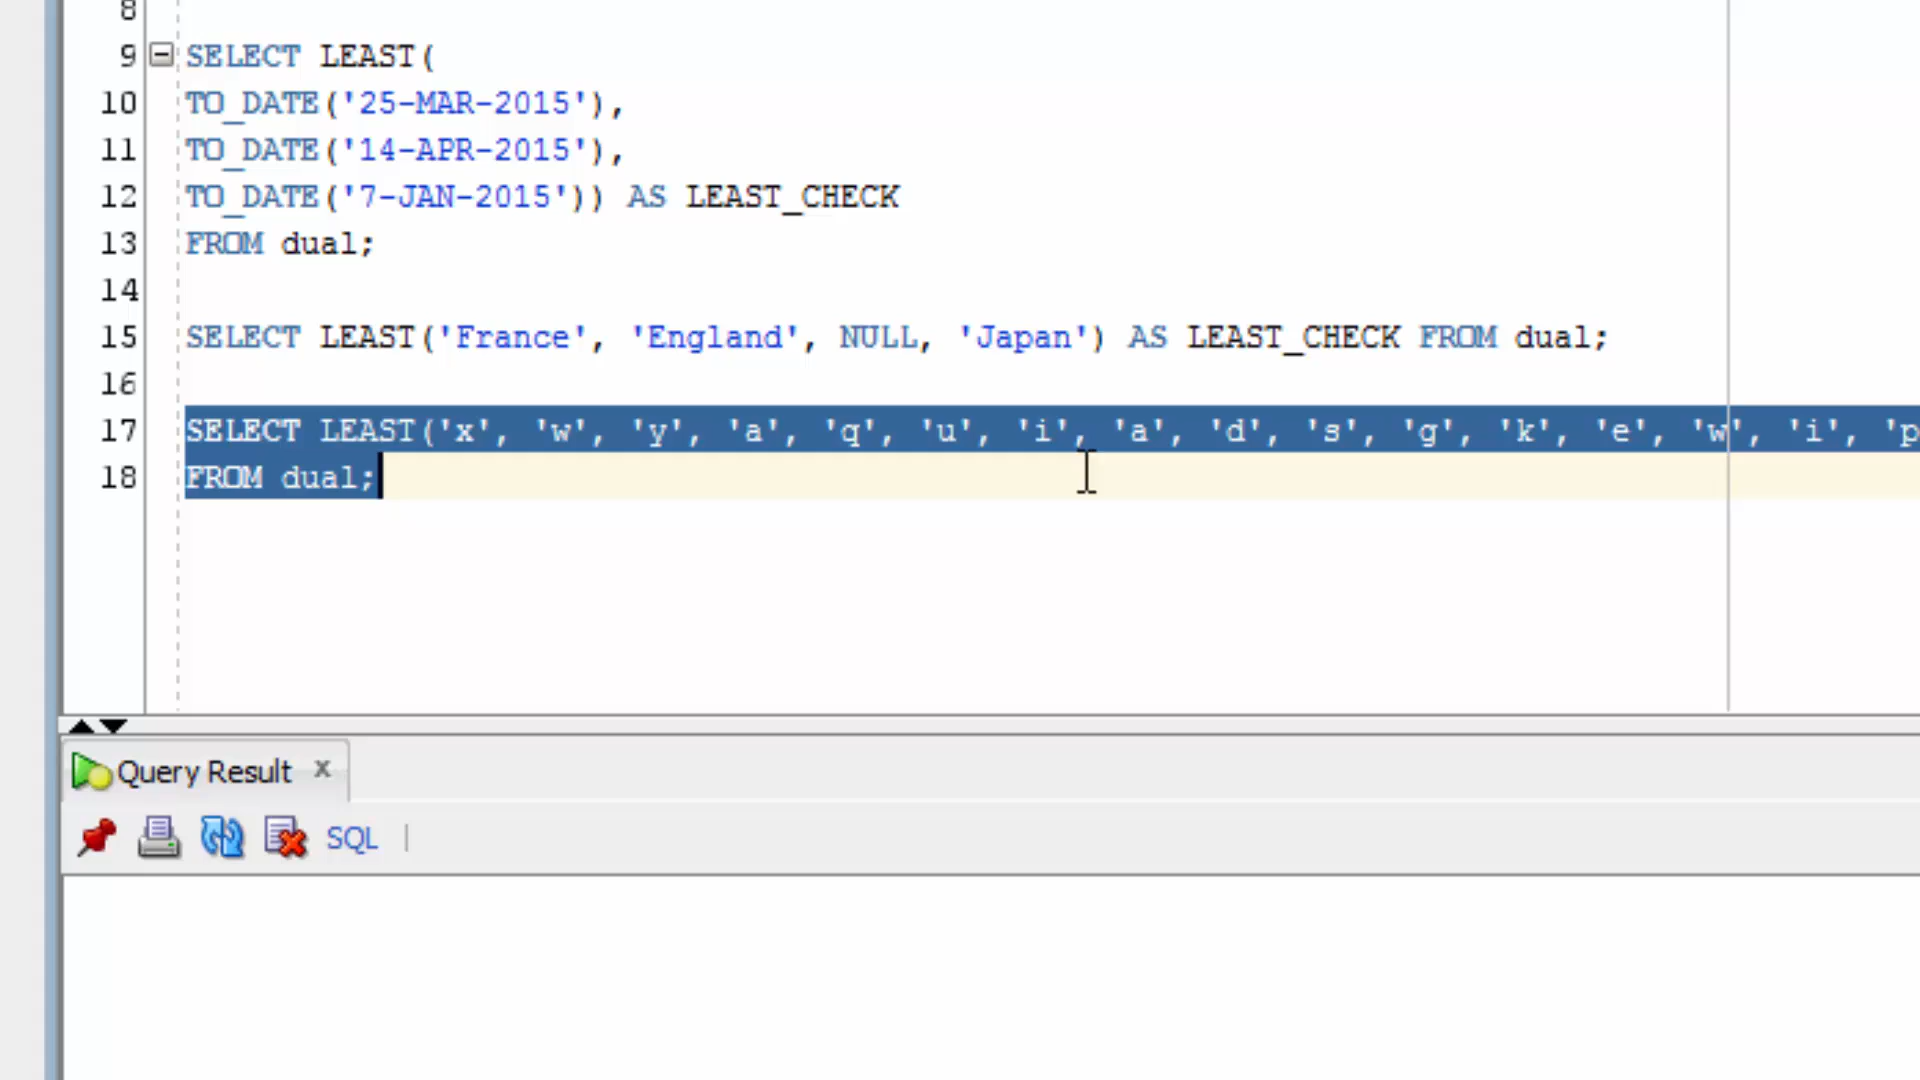 8
9 SELECT LEAST(
10 TO_DATE('25-MAR-2015'),
11 TO_DATE('14-APR-2015'),
12 TO_DATE('7-JAN-2015')) AS LEAST_CHECK
13 FROM dual;
14
15 SELECT LEAST('France', 'England', NULL, 'Japan') AS LEAST_CHECK FROM dual;
16
17 SELECT LEAST('x', 'w', 'y', 'a', 'q', 'u', 'i', 'a', 'd', 's', 'g', 'k', 'e', 'w', 'i', 'p
18 FROM dual;
Query Result x
SQL